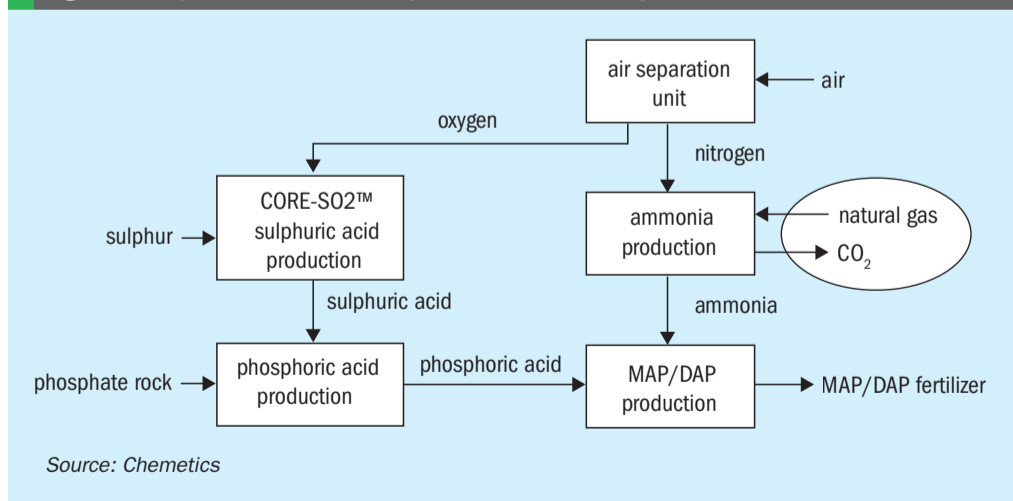 air separation
unit
air
oxygen
nitrogen
CORE-SO2™
sulphuric acid
production
sulphur
ammonia
production
natural gas
CO2
sulphuric acid
ammonia
phosphate rock
phosphoric acid
production
phosphoric acid
MAP/DAP
production
MAP/DAP fertilizer
Source: Chemetics